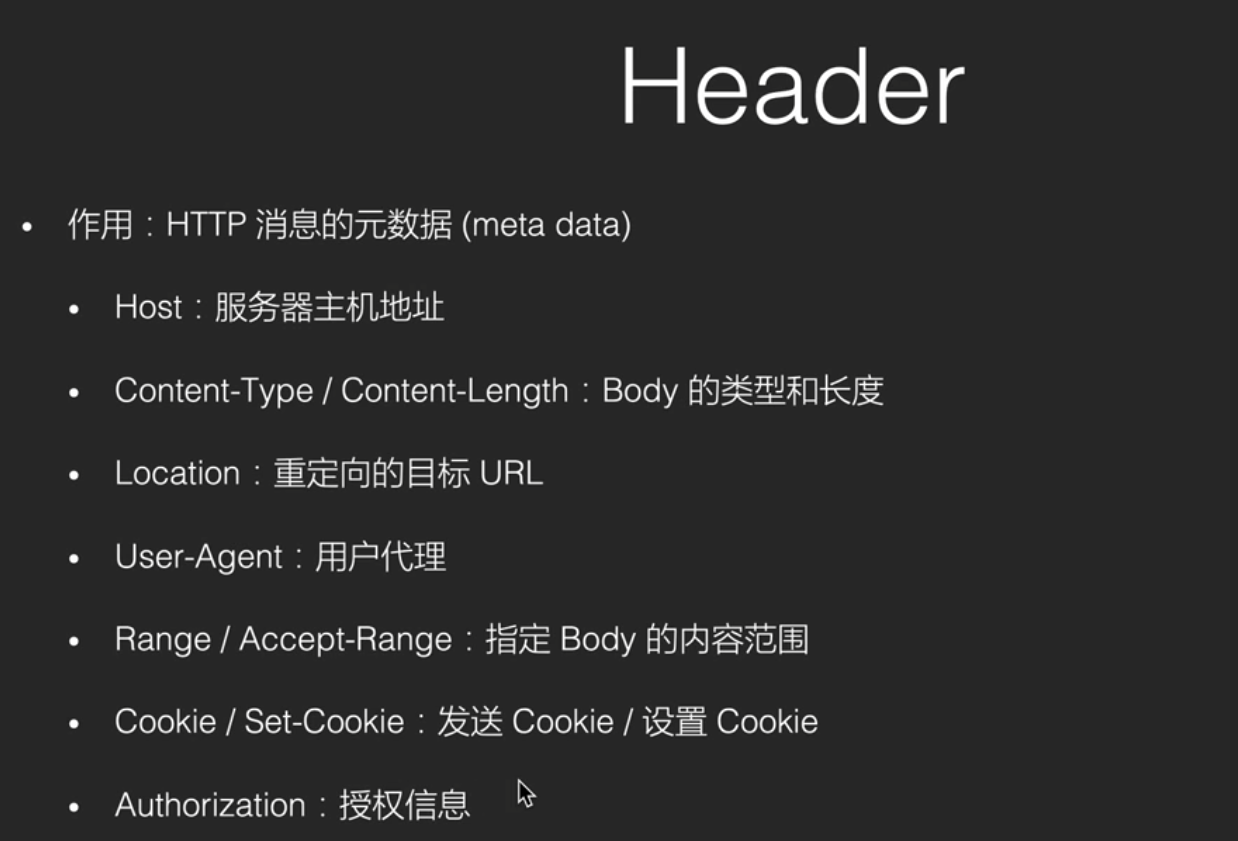 Header
• 作用：HTTP 消息的元数据 (meta data)
• Host：服务器主机地址
• Content-Type / Content-Length：Body 的类型和长度
• Location：重定向的目标 URL
• User-Agent：用户代理
• Range / Accept-Range：指定 Body 的内容范围
• Cookie / Set-Cookie：发送 Cookie / 设置 Cookie
• Authorization：授权信息